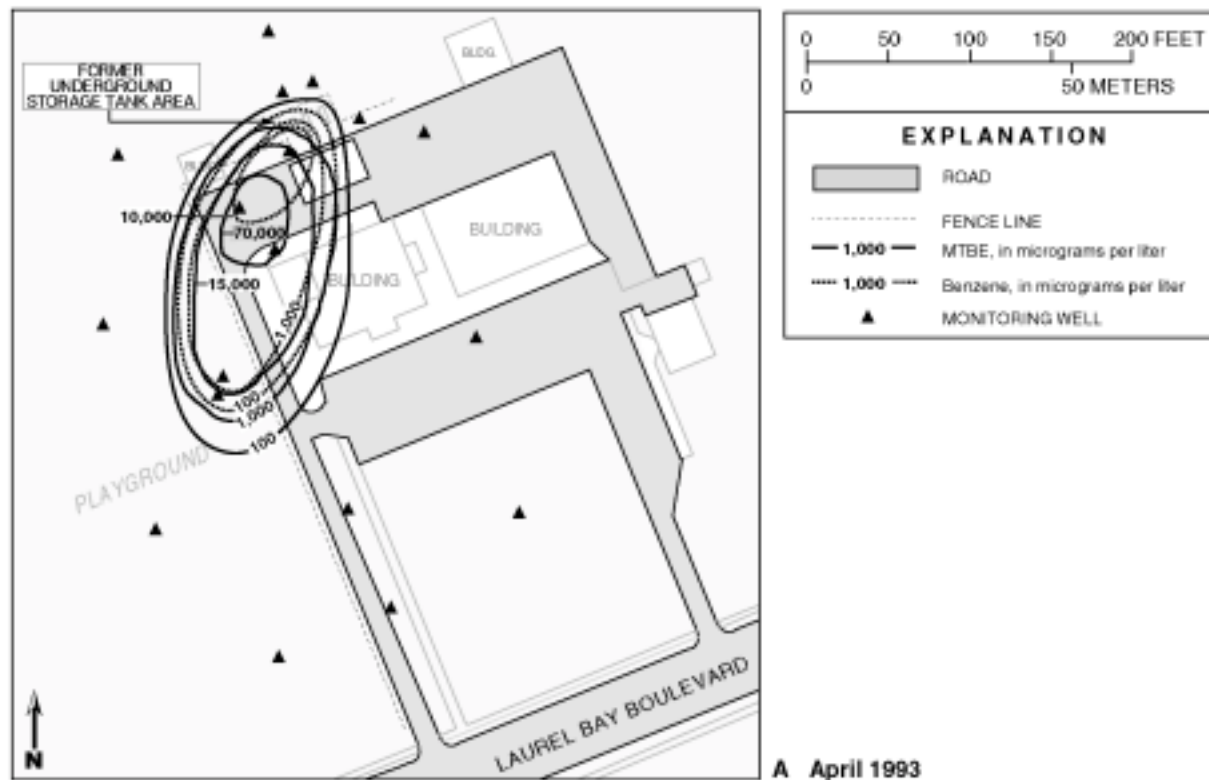 BLDG.
FORMER
UNDERGROUND
STORAGE TANK AREA
10,000
70,000
15,000
1,000
100
1,000
100
BUILDING
BUILDING
PLAYGROUND
LAUREL BAY BOULEVARD
N
0 50 100 150 200 FEET
0 50 METERS
EXPLANATION
ROAD
FENCE LINE
1,000 MTBE, in micrograms per liter
1,000 Benzene, in micrograms per liter
MONITORING WELL
A April 1993